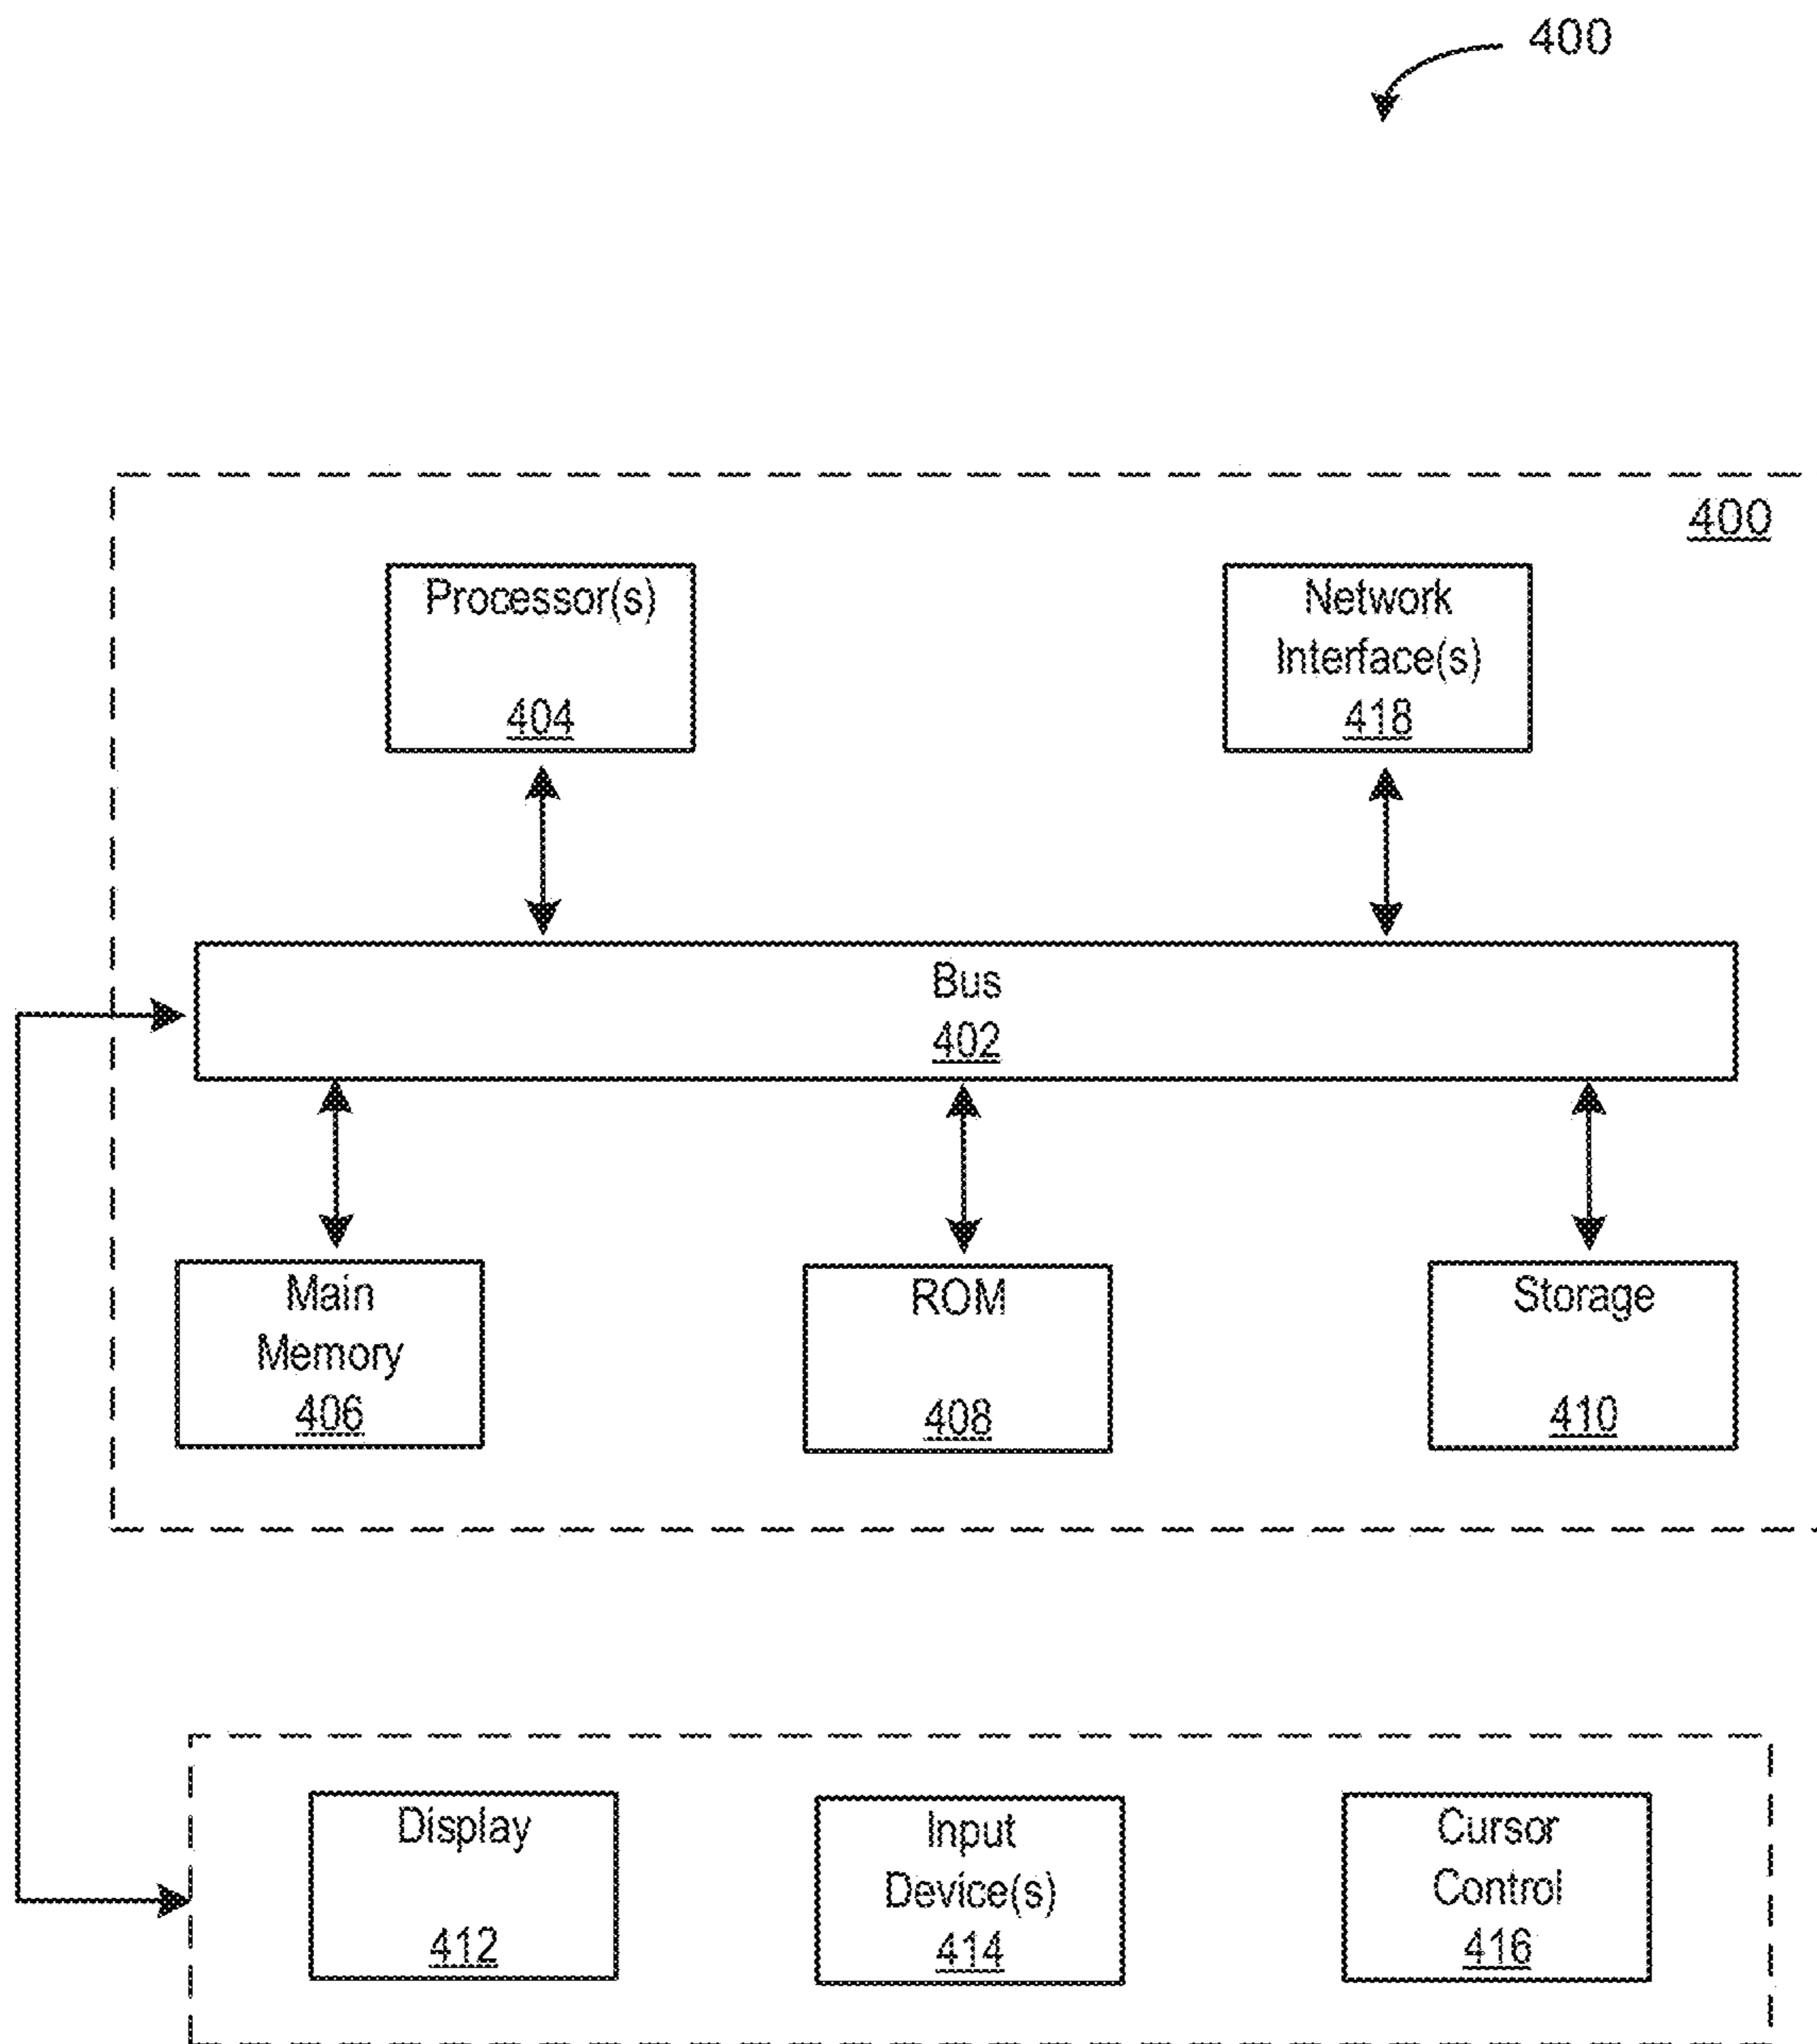 400
400
Processor(s)
404
Network
Interface(s)
418
Bus
402
Main
Memory
406
ROM
408
Storage
410
Display
412
Input
Device(s)
414
Cursor
Control
416